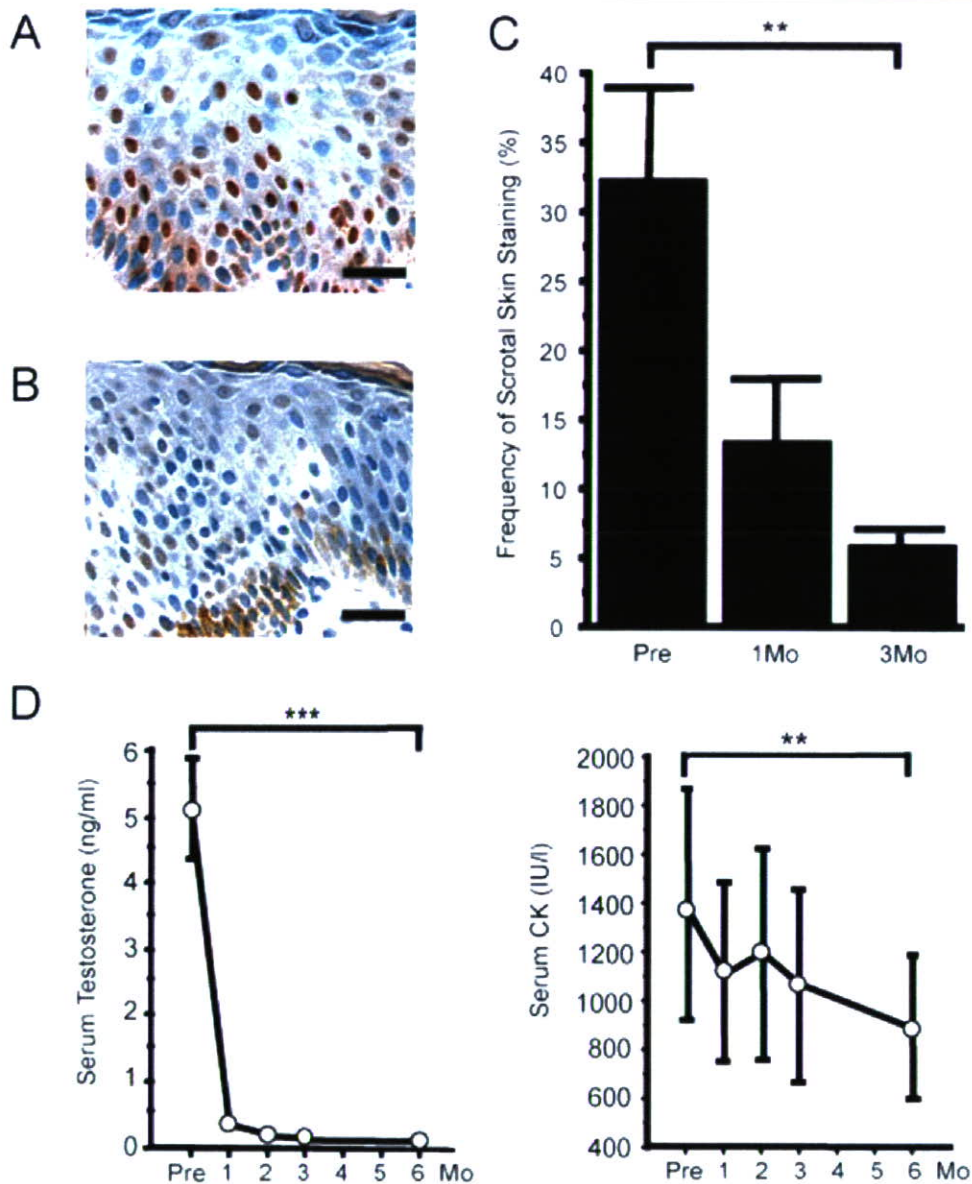 A
B
C
**
Frequency of Scrotal Skin Staining (%)
40
35
30
25
20
15
10
5
0
Pre 1Mo 3Mo
D
***
Serum Testosterone (ng/ml)
6
5
4
3
2
1
0
Pre 1 2 3 4 5 6 Mo
**
Serum CK (IU/l)
2000
1800
1600
1400
1200
1000
800
600
400
Pre 1 2 3 4 5 6 Mo